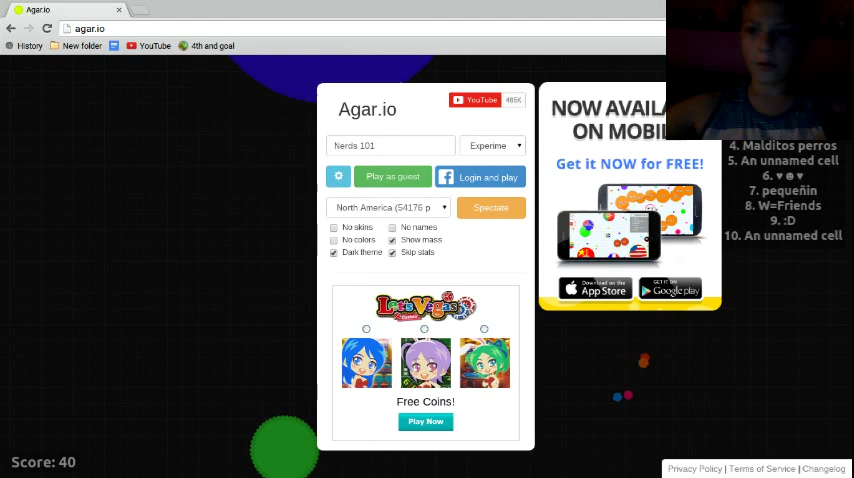 Agar.io
agar.io
History New folder YouTube 4th and goal
Agar.io
YouTube 485K
Nerds 101 Experime
Play as guest Login and play
North America (54176 p Spectate
No skins No names
No colors Show mass
Dark theme Skip stats
Let's Vegas
Free Coins!
Play Now
NOW AVAILA
ON MOBIL
Get it NOW for FREE!
Download on the App Store
GET IT ON Google play
4. Malditos perros
5. An unnamed cell
6. ♥☻♥
7. pequeñin
8. W=Friends
9. :D
10. An unnamed cell
Score: 40
Privacy Policy | Terms of Service | Changelog